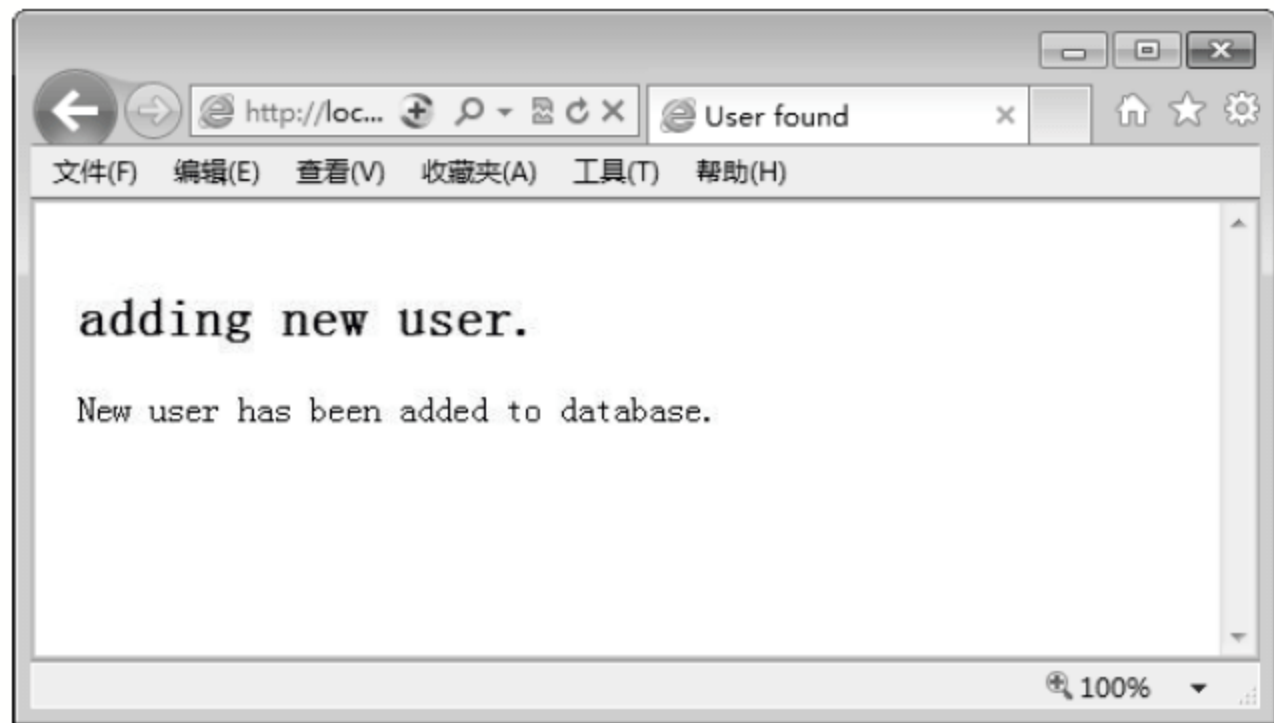 http://loc... User found
文件(F) 编辑(E) 查看(V) 收藏夹(A) 工具(T) 帮助(H)
adding new user.
New user has been added to database.
100%